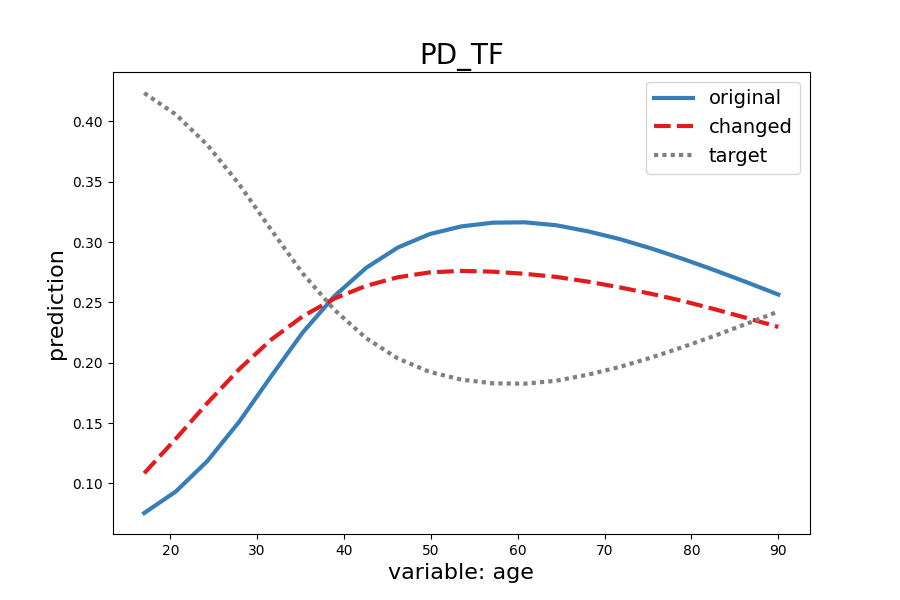 PD_TF
original
changed
target
prediction
0.40
0.35
0.30
0.25
0.20
0.15
0.10
20 30 40 50 60 70 80 90
variable: age